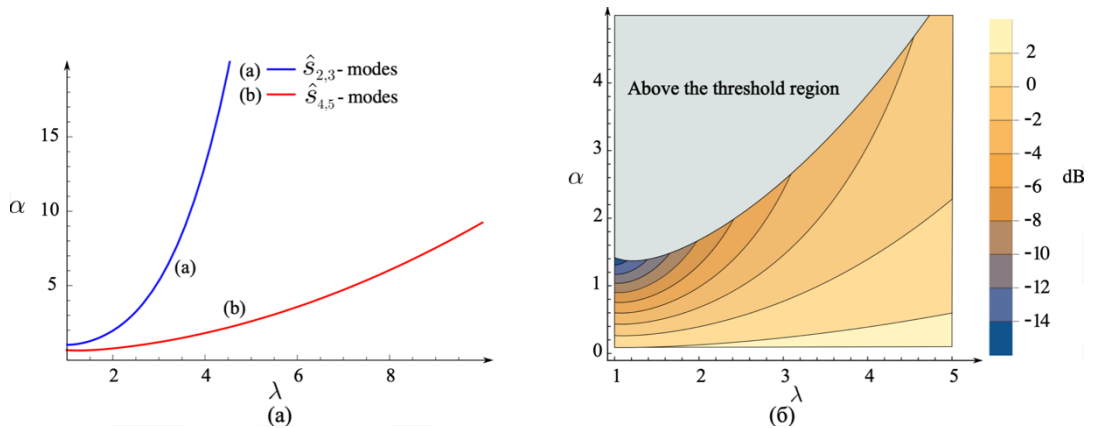 (a) ŝ₂,₃- modes
(b) ŝ₄,₅- modes
15
α
10
5
(a)
(b)
2
4
6
8
λ
(a)
Above the threshold region
4
3
α
2
1
0
1
2
3
4
5
λ
(б)
2
0
-2
-4
-6
-8
-10
-12
-14
dB